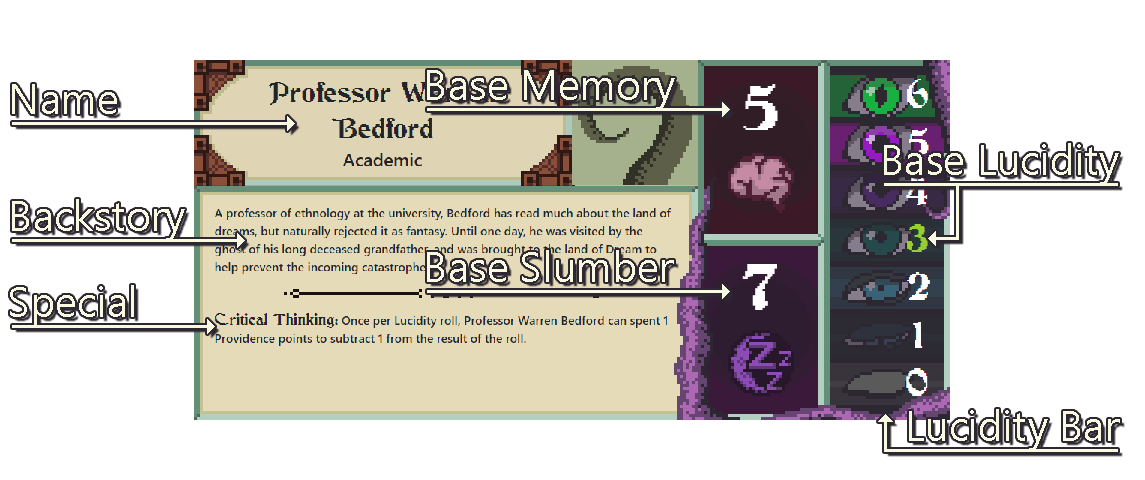 Name
Professor W
Bedford
Academic
Base Memory
5
6
5
Base Lucidity
4
3
2
1
0
Backstory
A professor of ethnology at the university, Bedford has read much about the land of
dreams, but naturally rejected it as fantasy. Until one day, he was visited by the
ghost of his long deceased grandfather and was brought to the land of Dream to
help prevent the incoming catastrophe
Base Slumber
7
Special
Critical Thinking: Once per Lucidity roll, Professor Warren Bedford can spent 1
Providence points to subtract 1 from the result of the roll.
Z Z Z
Lucidity Bar